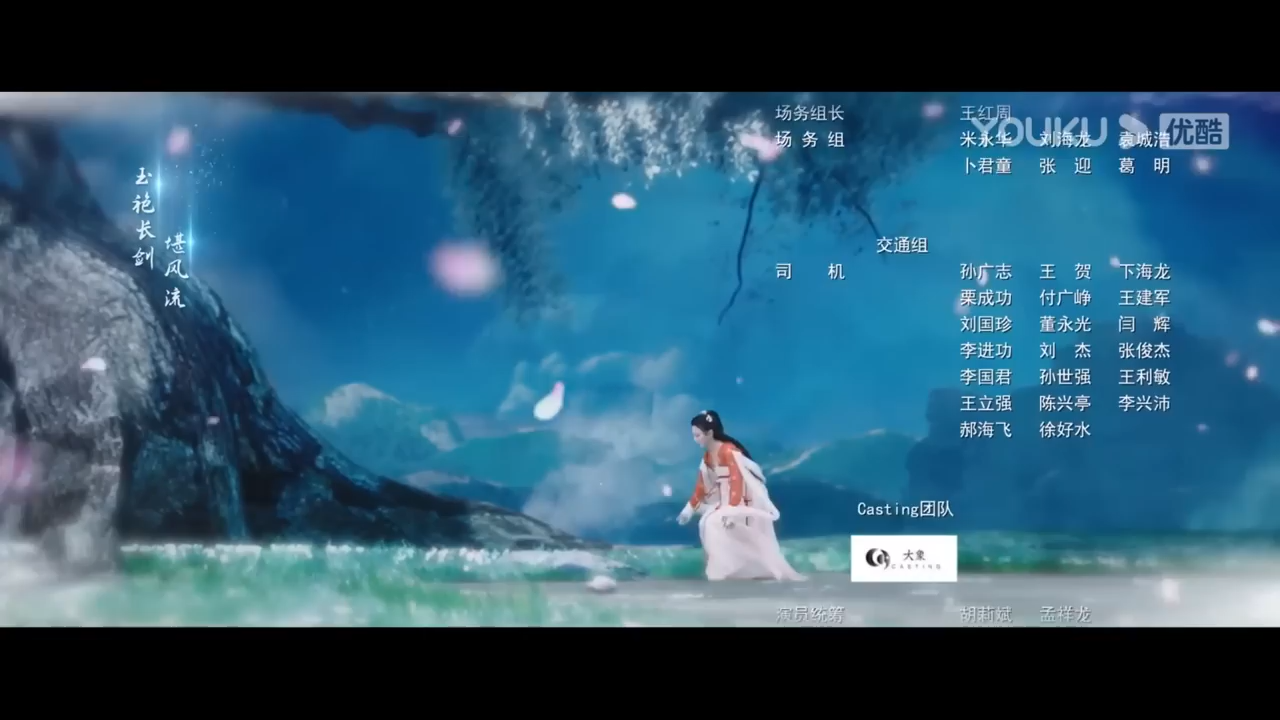 玉袍长剑
堪风流
YOUKU 优酷
场务组长 王红周
场务组 米永华 刘海龙 袁城浩
卜君童 张迎 葛明
交通组
司机 孙广志 王贺 卞海龙
栗成功 付广峥 王建军
刘国珍 董永光 闫辉
李进功 刘杰 张俊杰
李国君 孙世强 王利敏
王立强 陈兴亭 李兴沛
郝海飞 徐好水
Casting团队
大象
CASTING
演员统筹 胡莉斌 孟祥龙